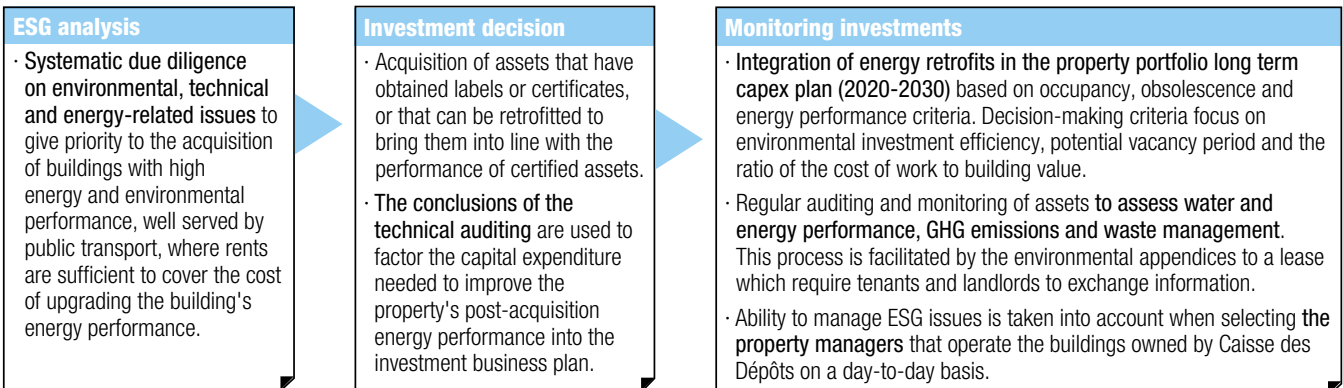 ESG analysis
· Systematic due diligence
on environmental, technical
and energy-related issues to
give priority to the acquisition
of buildings with high
energy and environmental
performance, well served by
public transport, where rents
are sufficient to cover the cost
of upgrading the building's
energy performance.
Investment decision
· Acquisition of assets that have
obtained labels or certificates,
or that can be retrofitted to
bring them into line with the
performance of certified assets.
· The conclusions of the
technical auditing are used to
factor the capital expenditure
needed to improve the
property's post-acquisition
energy performance into the
investment business plan.
Monitoring investments
· Integration of energy retrofits in the property portfolio long term
capex plan (2020-2030) based on occupancy, obsolescence and
energy performance criteria. Decision-making criteria focus on
environmental investment efficiency, potential vacancy period and the
ratio of the cost of work to building value.
· Regular auditing and monitoring of assets to assess water and
energy performance, GHG emissions and waste management.
This process is facilitated by the environmental appendices to a lease
which require tenants and landlords to exchange information.
· Ability to manage ESG issues is taken into account when selecting the
property managers that operate the buildings owned by Caisse des
Dépôts on a day-to-day basis.